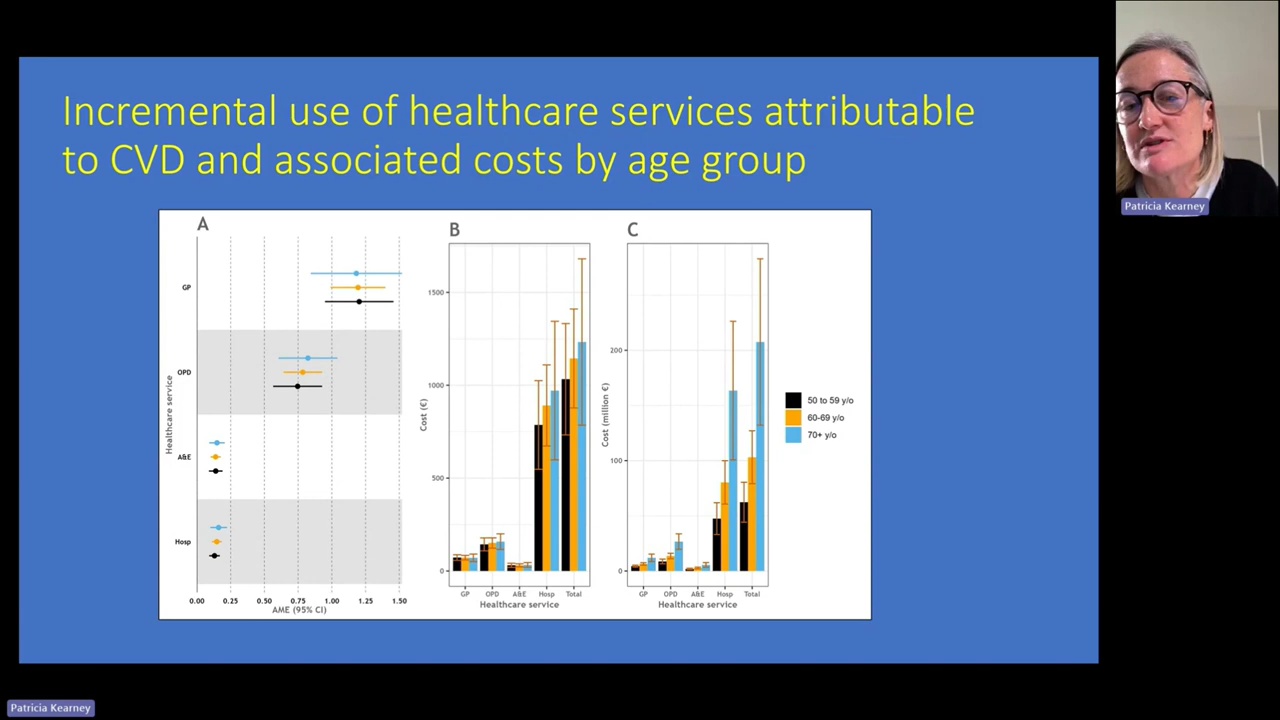 Incremental use of healthcare services attributable
to CVD and associated costs by age group
A
Healthcare service
GP
OPD
A&E
Hosp
0.00 0.25 0.50 0.75 1.00 1.25 1.50
AME (95% CI)
B
Cost (€)
1500
1000
500
0
GP OPD A&E Hosp Total
Healthcare service
C
Cost (million €)
200
100
0
GP OPD A&E Hosp Total
Healthcare service
50 to 59 y/o
60-69 y/o
70+ y/o
Patricia Kearney
Patricia Kearney